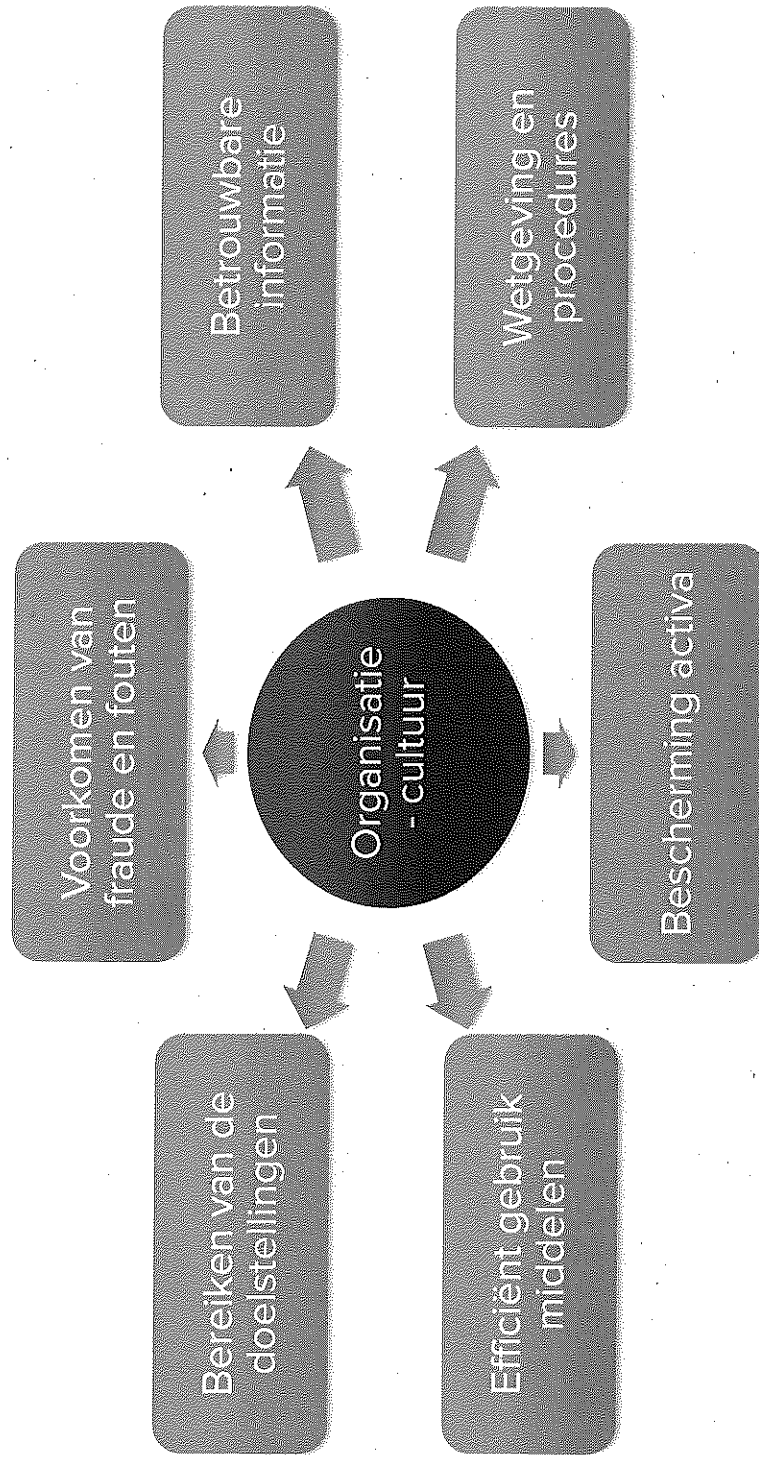 Voorkomen van
fraude en fouten
Bereiken van de
doelstellingen
Betrouwbare
informatie
Organisatie
- cultuur
Efficiënt gebruik
middelen
Wetgeving en
procedures
Bescherming activa